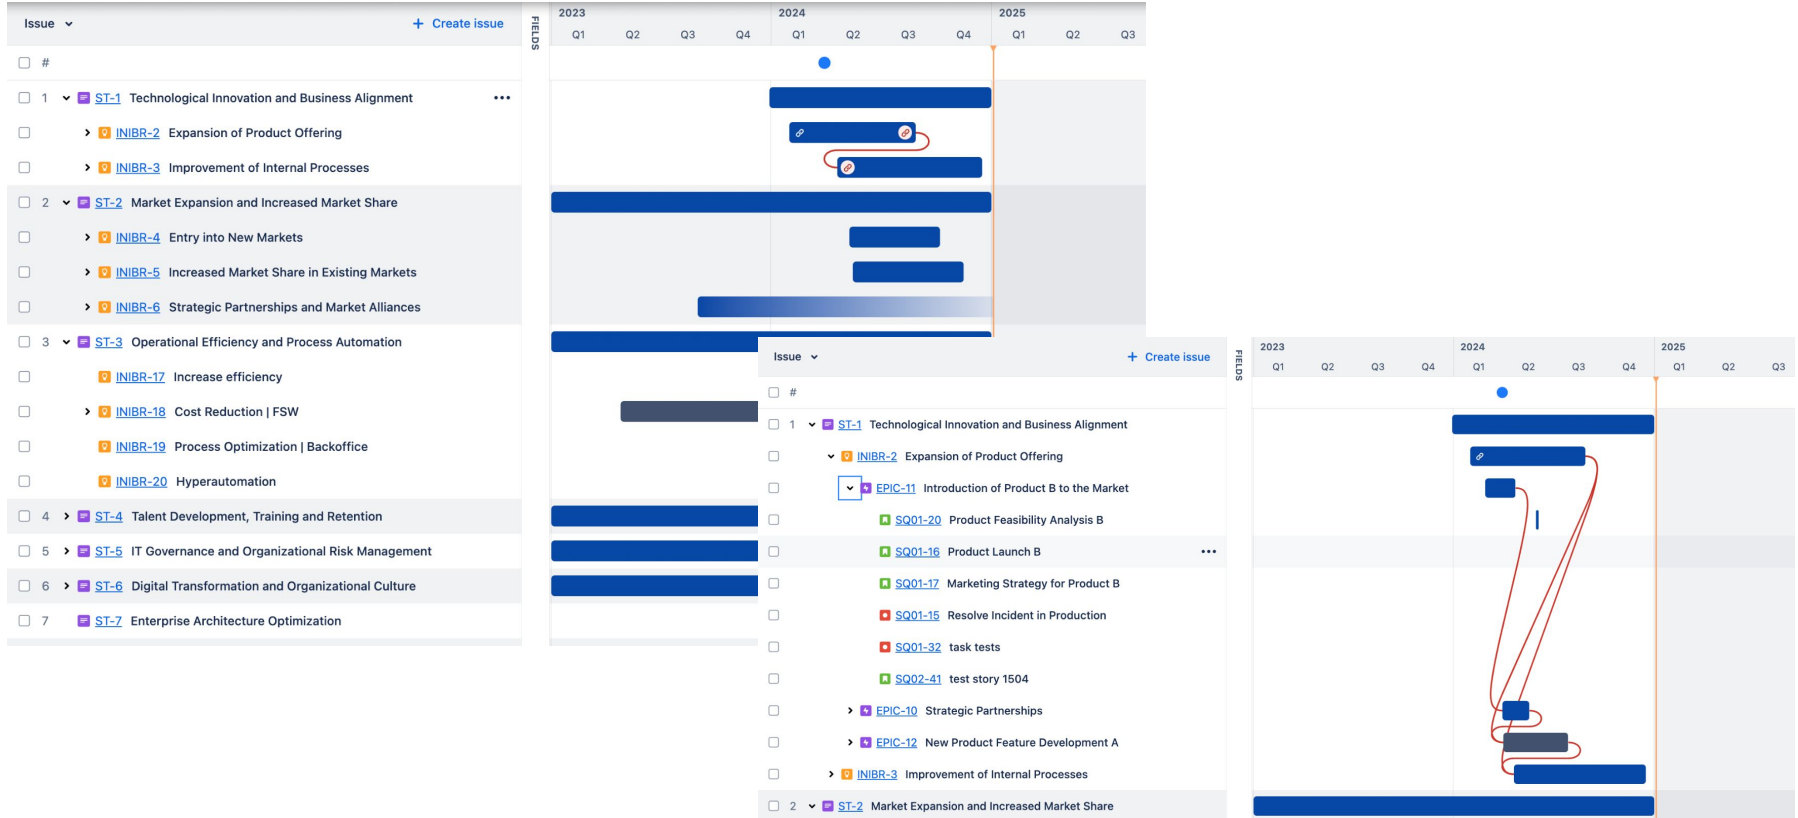 Issue
+ Create issue
FIELDS
2023 2024 2025
Q1 Q2 Q3 Q4 Q1 Q2 Q3 Q4 Q1 Q2 Q3
#
1 ST-1 Technological Innovation and Business Alignment
INIBR-2 Expansion of Product Offering
INIBR-3 Improvement of Internal Processes
2 ST-2 Market Expansion and Increased Market Share
INIBR-4 Entry into New Markets
INIBR-5 Increased Market Share in Existing Markets
INIBR-6 Strategic Partnerships and Market Alliances
3 ST-3 Operational Efficiency and Process Automation
INIBR-17 Increase efficiency
INIBR-18 Cost Reduction | FSW
INIBR-19 Process Optimization | Backoffice
INIBR-20 Hyperautomation
4 ST-4 Talent Development, Training and Retention
5 ST-5 IT Governance and Organizational Risk Management
6 ST-6 Digital Transformation and Organizational Culture
7 ST-7 Enterprise Architecture Optimization
Issue
+ Create issue
FIELDS
2023 2024 2025
Q1 Q2 Q3 Q4 Q1 Q2 Q3 Q4 Q1 Q2 Q3
#
1 ST-1 Technological Innovation and Business Alignment
INIBR-2 Expansion of Product Offering
EPIC-11 Introduction of Product B to the Market
SQ01-20 Product Feasibility Analysis B
SQ01-16 Product Launch B
SQ01-17 Marketing Strategy for Product B
SQ01-15 Resolve Incident in Production
SQ01-32 task tests
SQ02-41 test story 1504
EPIC-10 Strategic Partnerships
EPIC-12 New Product Feature Development A
INIBR-3 Improvement of Internal Processes
2 ST-2 Market Expansion and Increased Market Share